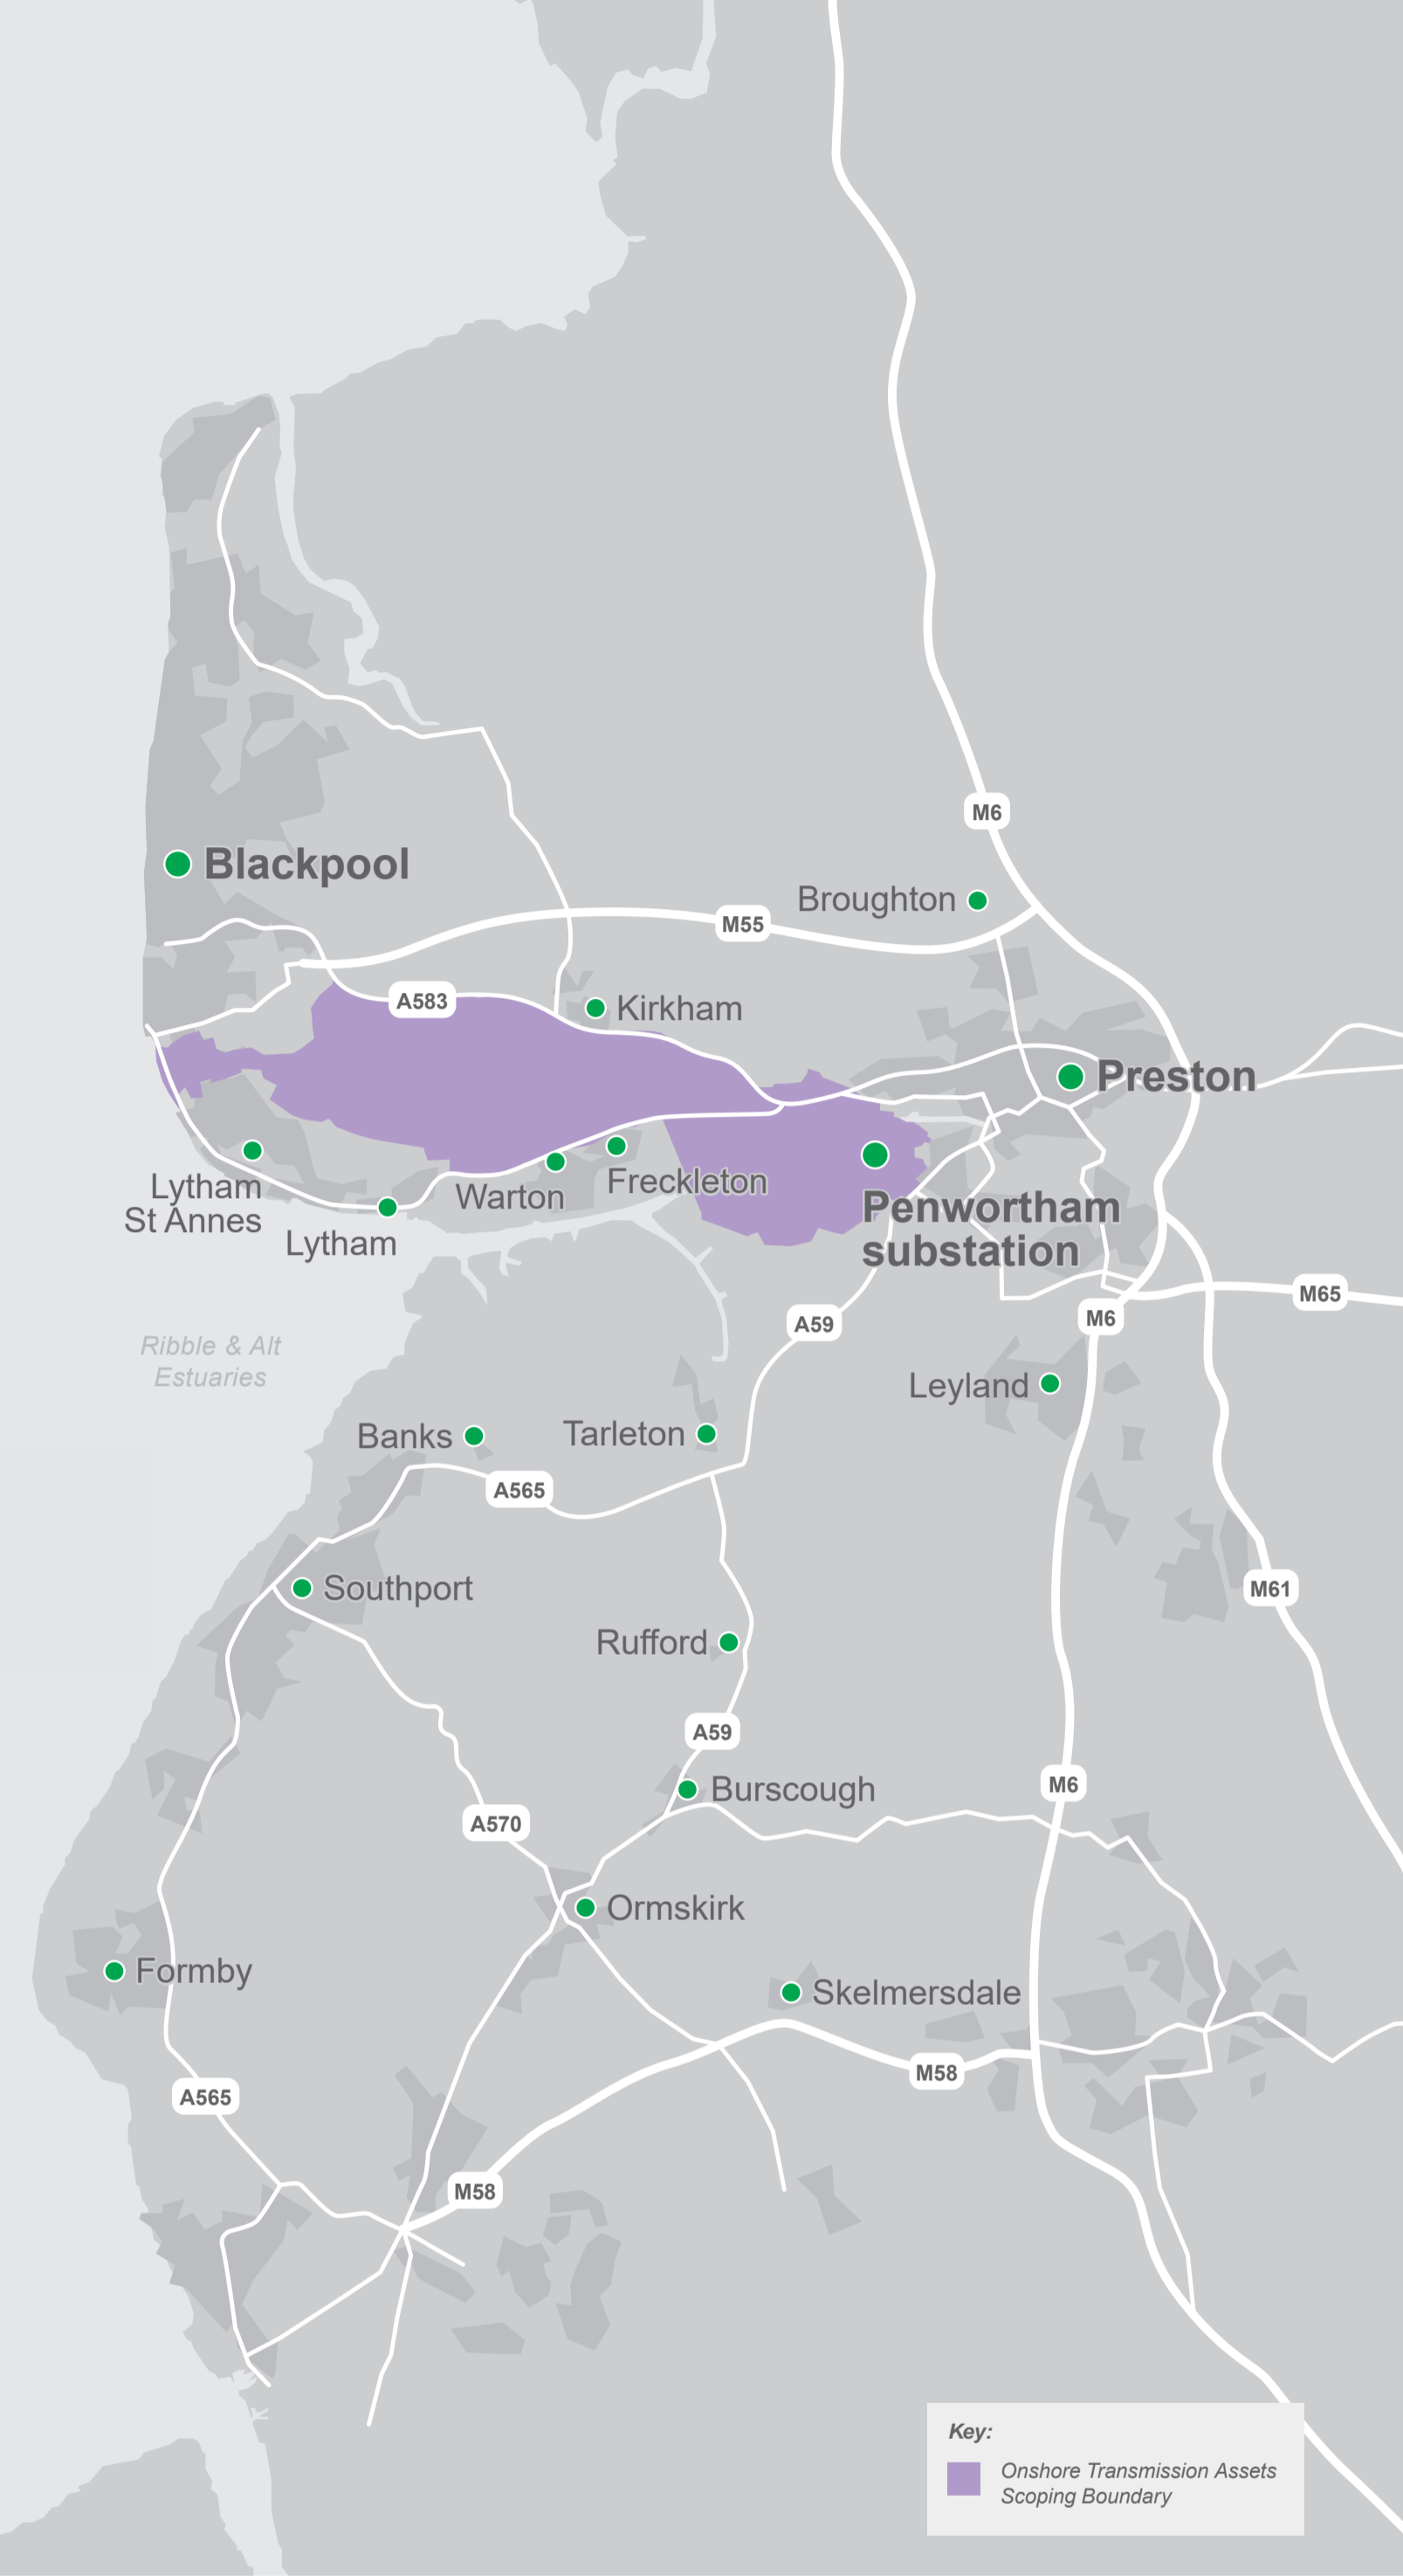 M6
Blackpool
Broughton
M55
A583
Kirkham
Preston
Lytham
St Annes
Warton
Freckleton
Lytham
Penwortham
substation
M65
A59
M6
Ribble & Alt
Estuaries
Leyland
Banks
Tarleton
A565
Southport
M61
Rufford
A59
M6
Burscough
A570
Ormskirk
Formby
Skelmersdale
M58
A565
M58
Key:
Onshore Transmission Assets
Scoping Boundary